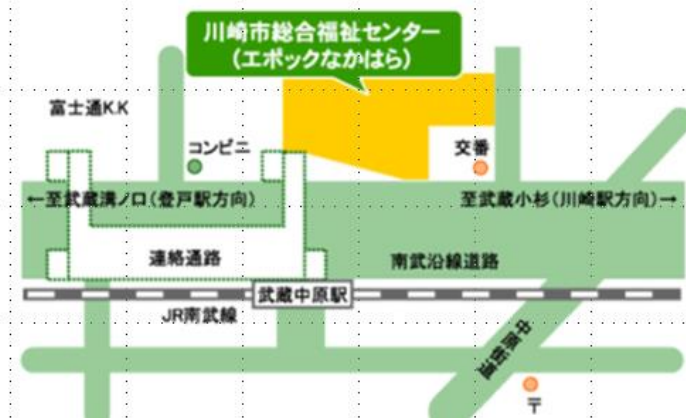 川崎市総合福祉センター
(エポックなかはら)
富士通K.K
コンビニ
交番
←至武蔵溝ノ口(登戸駅方向)
至武蔵小杉(川崎駅方向)→
連絡通路
南武沿線道路
武蔵中原駅
JR南武線
中原街道
〒